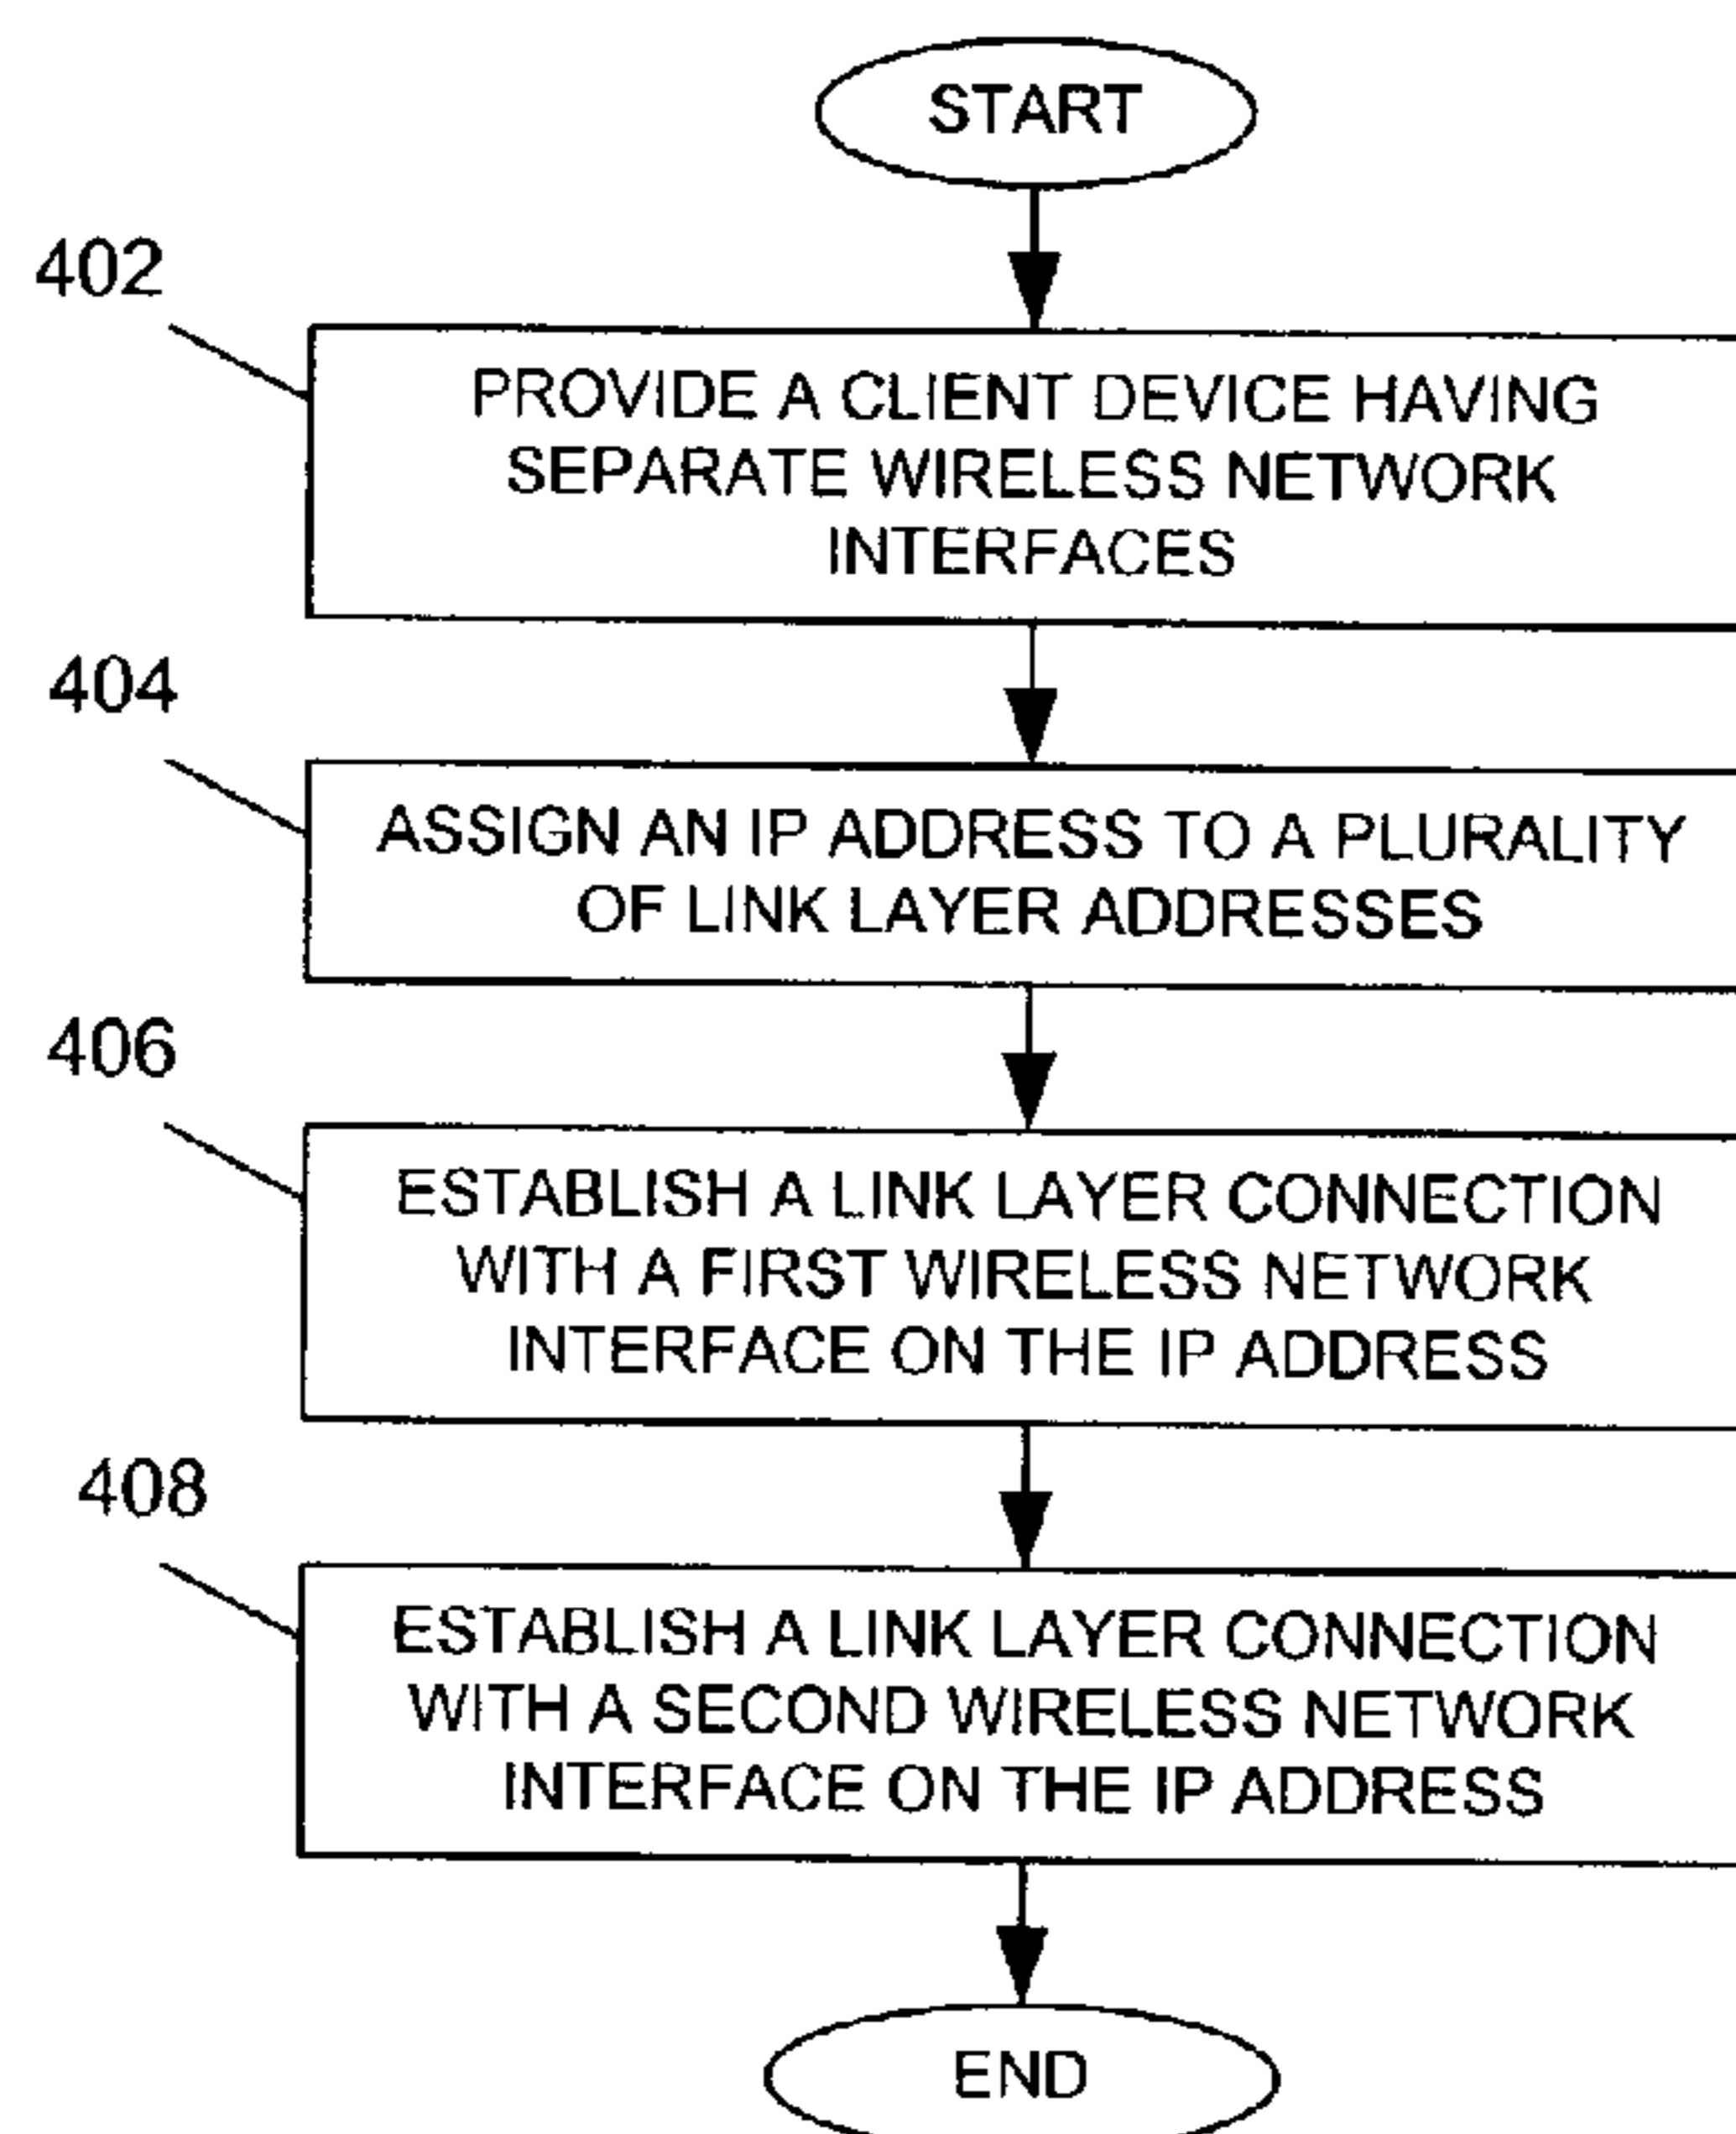 START
402
PROVIDE A CLIENT DEVICE HAVING
SEPARATE WIRELESS NETWORK
INTERFACES
404
ASSIGN AN IP ADDRESS TO A PLURALITY
OF LINK LAYER ADDRESSES
406
ESTABLISH A LINK LAYER CONNECTION
WITH A FIRST WIRELESS NETWORK
INTERFACE ON THE IP ADDRESS
408
ESTABLISH A LINK LAYER CONNECTION
WITH A SECOND WIRELESS NETWORK
INTERFACE ON THE IP ADDRESS
END